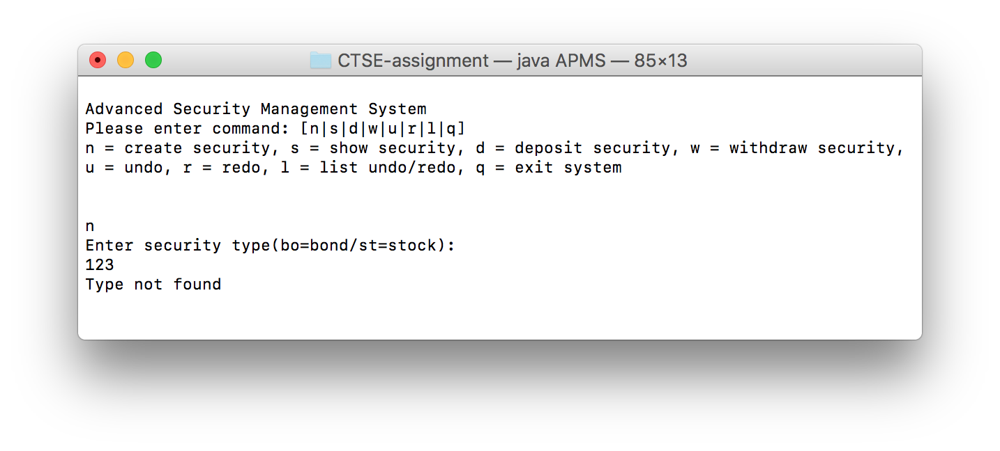 CTSE-assignment — java APMS — 85×13
Advanced Security Management System
Please enter command: [n|s|d|w|u|r|l|q]
n = create security, s = show security, d = deposit security, w = withdraw security,
u = undo, r = redo, l = list undo/redo, q = exit system
n
Enter security type(bo=bond/st=stock):
123
Type not found